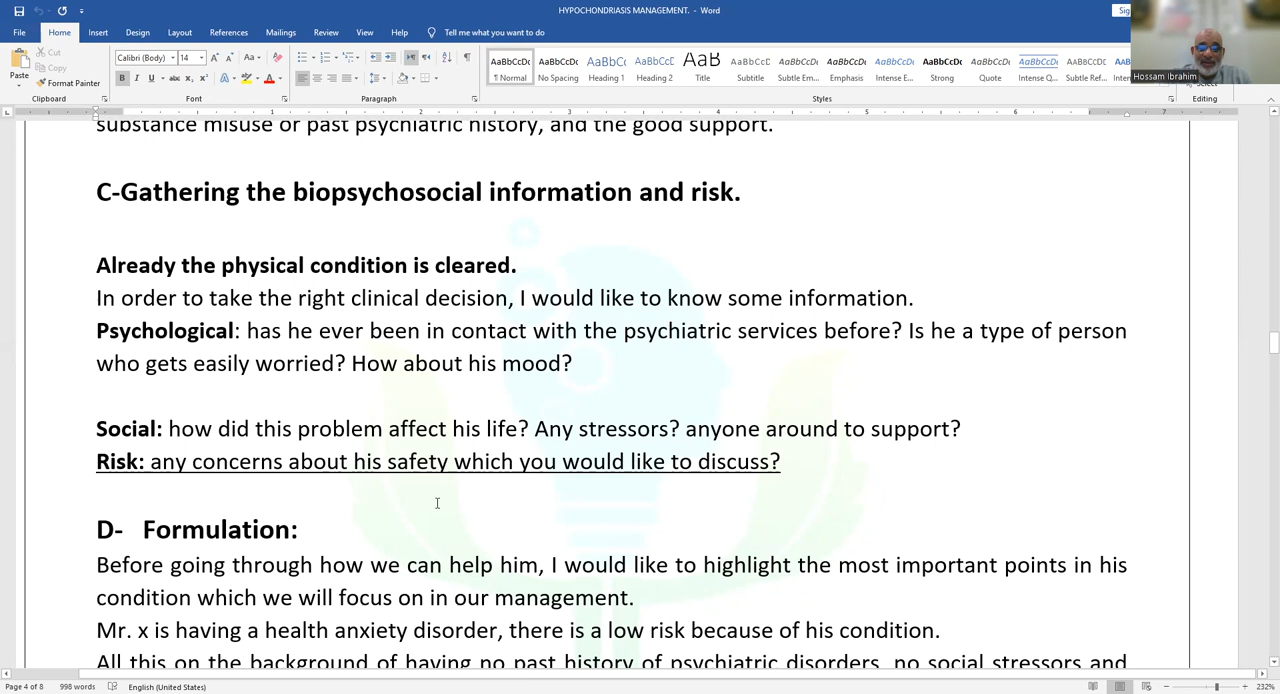 HYPOCHONDRIASIS MANAGEMENT. - Word
Sig
File Home Insert Design Layout References Mailings Review View Help Tell me what you want to do
Paste
Cut
Copy
Format Painter
Clipboard
Calibri (Body) 14
Font
Paragraph
AaBbCcDc AaBbCcDc AaBbCc AaBbCcE AaB AaBbCcD AaBbCcDt AaBbCcDt AaBbCcDt AaBbCcDc AaBbCcDt AaBbCcDt AaBbCcDc AaBb
¶ Normal No Spacing Heading 1 Heading 2 Title Subtitle Subtle Em... Emphasis Intense E... Strong Quote Intense Q... Subtle Ref...
Styles
Editing
Hossam Ibrahim
substance misuse or past psychiatric history, and the good support.
C-Gathering the biopsychosocial information and risk.
Already the physical condition is cleared.
In order to take the right clinical decision, I would like to know some information.
Psychological: has he ever been in contact with the psychiatric services before? Is he a type of person
who gets easily worried? How about his mood?
Social: how did this problem affect his life? Any stressors? anyone around to support?
Risk: any concerns about his safety which you would like to discuss?
D- Formulation:
Before going through how we can help him, I would like to highlight the most important points in his
condition which we will focus on in our management.
Mr. x is having a health anxiety disorder, there is a low risk because of his condition.
All this on the background of having no past history of psychiatric disorders, no social stressors and
Page 4 of 8 998 words English (United States) 232%